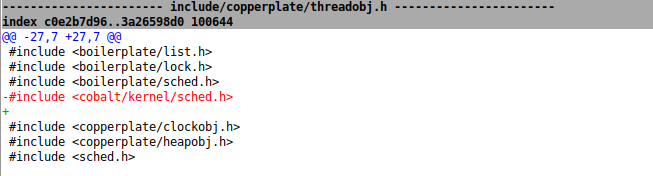 ----------------------- include/copperplate/threadobj.h -----------------------
index c0e2b7d96..3a26598d0 100644
@@ -27,7 +27,7 @@
 #include <boilerplate/list.h>
 #include <boilerplate/lock.h>
 #include <boilerplate/sched.h>
-#include <cobalt/kernel/sched.h>
+
 #include <copperplate/clockobj.h>
 #include <copperplate/heapobj.h>
 #include <sched.h>